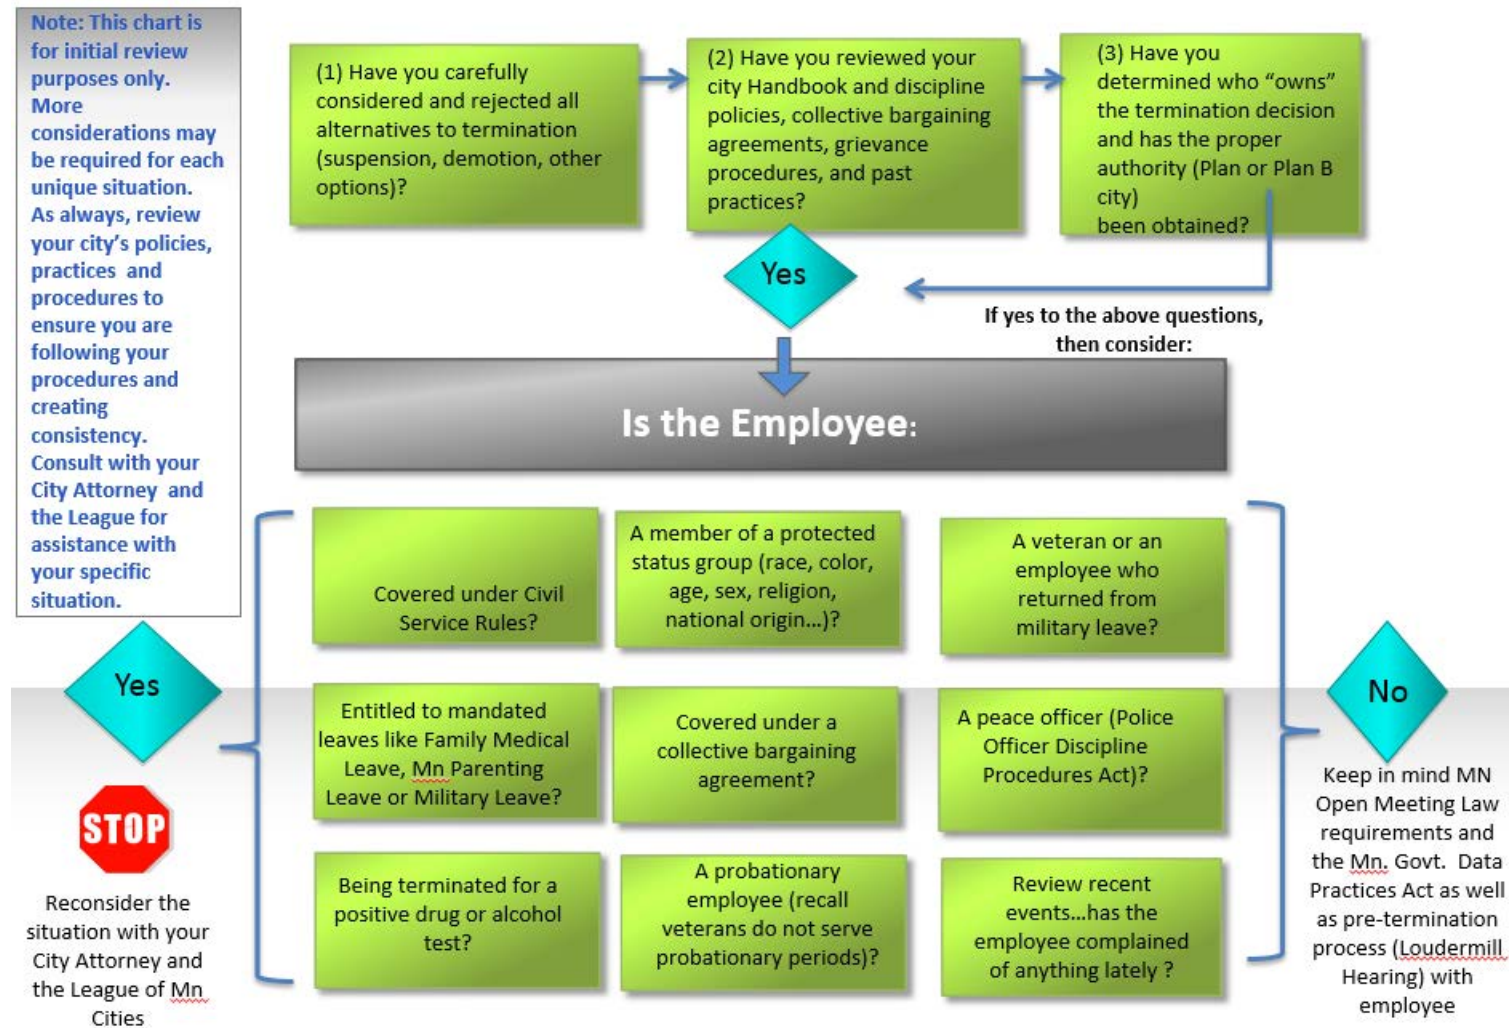 Note: This chart is
for initial review
purposes only.
More
considerations may
be required for each
unique situation.
As always, review
your city’s policies,
practices and
procedures to
ensure you are
following your
procedures and
creating
consistency.
Consult with your
City Attorney and
the League for
assistance with
your specific
situation.
(1) Have you carefully
considered and rejected all
alternatives to termination
(suspension, demotion, other
options)?
(2) Have you reviewed your
city Handbook and discipline
policies, collective bargaining
agreements, grievance
procedures, and past
practices?
(3) Have you
determined who “owns”
the termination decision
and has the proper
authority (Plan or Plan B
city)
been obtained?
Yes
If yes to the above questions,
then consider:
Is the Employee:
Covered under Civil
Service Rules?
A member of a protected
status group (race, color,
age, sex, religion,
national origin...)?
A veteran or an
employee who
returned from
military leave?
Entitled to mandated
leaves like Family Medical
Leave, Mn Parenting
Leave or Military Leave?
Covered under a
collective bargaining
agreement?
A peace officer (Police
Officer Discipline
Procedures Act)?
Being terminated for a
positive drug or alcohol
test?
A probationary
employee (recall
veterans do not serve
probationary periods)?
Review recent
events...has the
employee complained
of anything lately ?
Yes
STOP
Reconsider the
situation with your
City Attorney and
the League of Mn
Cities
No
Keep in mind MN
Open Meeting Law
requirements and
the Mn. Govt. Data
Practices Act as well
as pre-termination
process (Loudermill
Hearing) with
employee